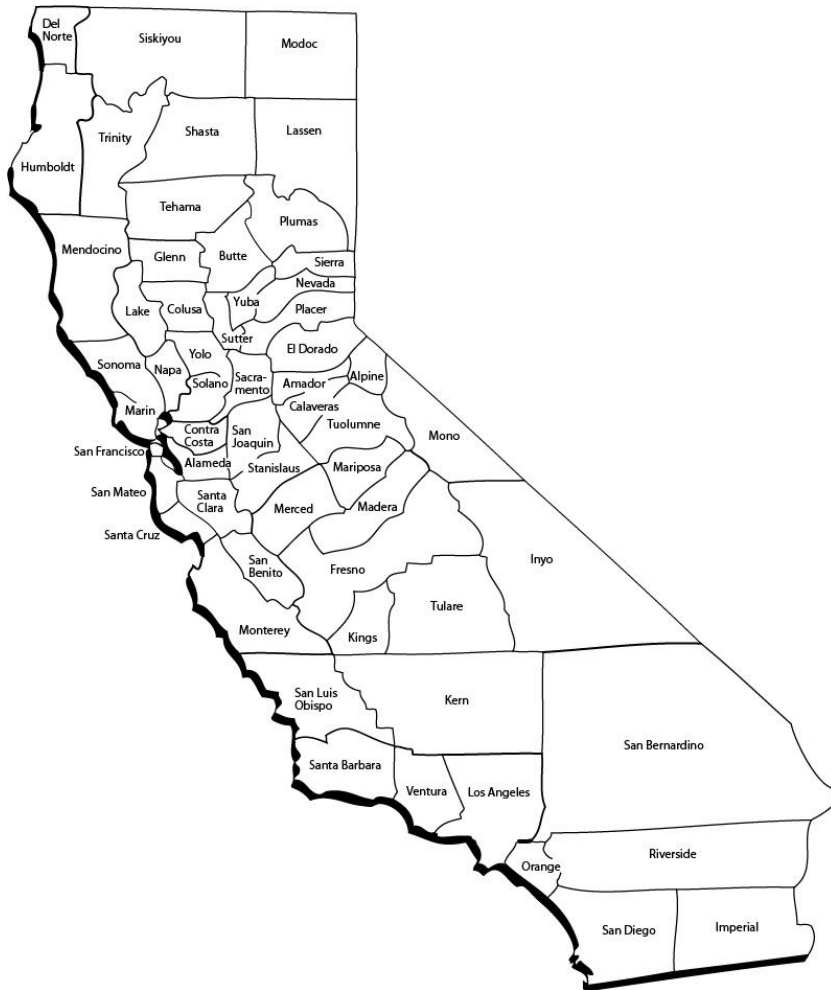 Del
Norte
Siskiyou
Modoc
Humboldt
Trinity
Shasta
Lassen
Tehama
Plumas
Mendocino
Glenn
Butte
Sierra
Nevada
Yuba
Placer
Lake
Colusa
Sutter
El Dorado
Sonoma
Napa
Yolo
Solano
Sacra-
mento
Amador
Alpine
Calaveras
Tuolumne
Mono
Marin
Contra
Costa
San
Joaquin
San Francisco
Alameda
Stanislaus
Mariposa
San Mateo
Santa
Clara
Merced
Madera
Santa Cruz
San
Benito
Fresno
Inyo
Tulare
Monterey
Kings
San Luis
Obispo
Kern
San Bernardino
Santa Barbara
Ventura
Los Angeles
Orange
Riverside
San Diego
Imperial